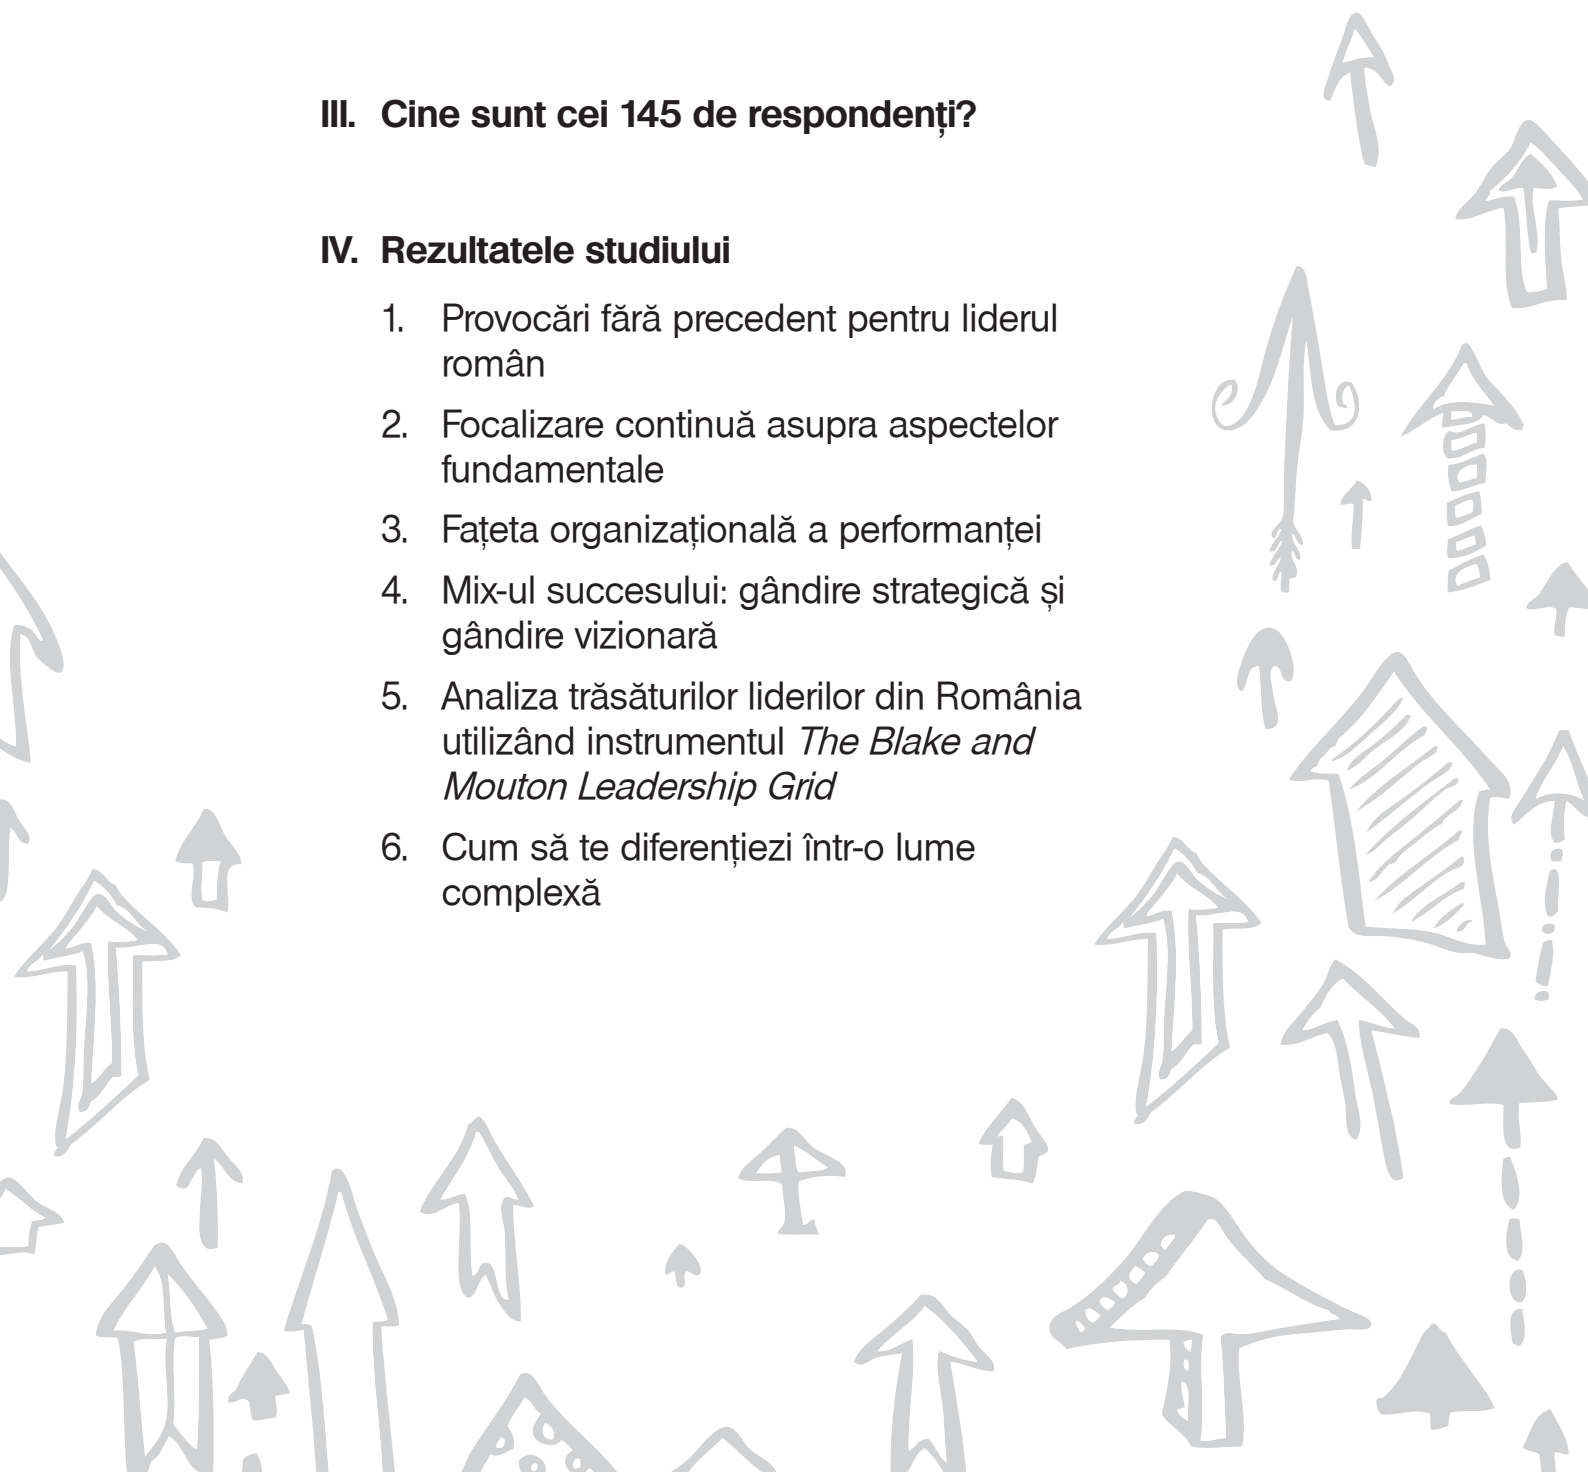 III. Cine sunt cei 145 de respondenți?
IV. Rezultatele studiului
1. Provocări fără precedent pentru liderul
român
2. Focalizare continuă asupra aspectelor
fundamentale
3. Fațeta organizațională a performanței
4. Mix-ul succesului: gândire strategică și
gândire vizionară
5. Analiza trăsăturilor liderilor din România
utilizând instrumentul The Blake and
Mouton Leadership Grid
6. Cum să te diferențiezi într-o lume
complexă